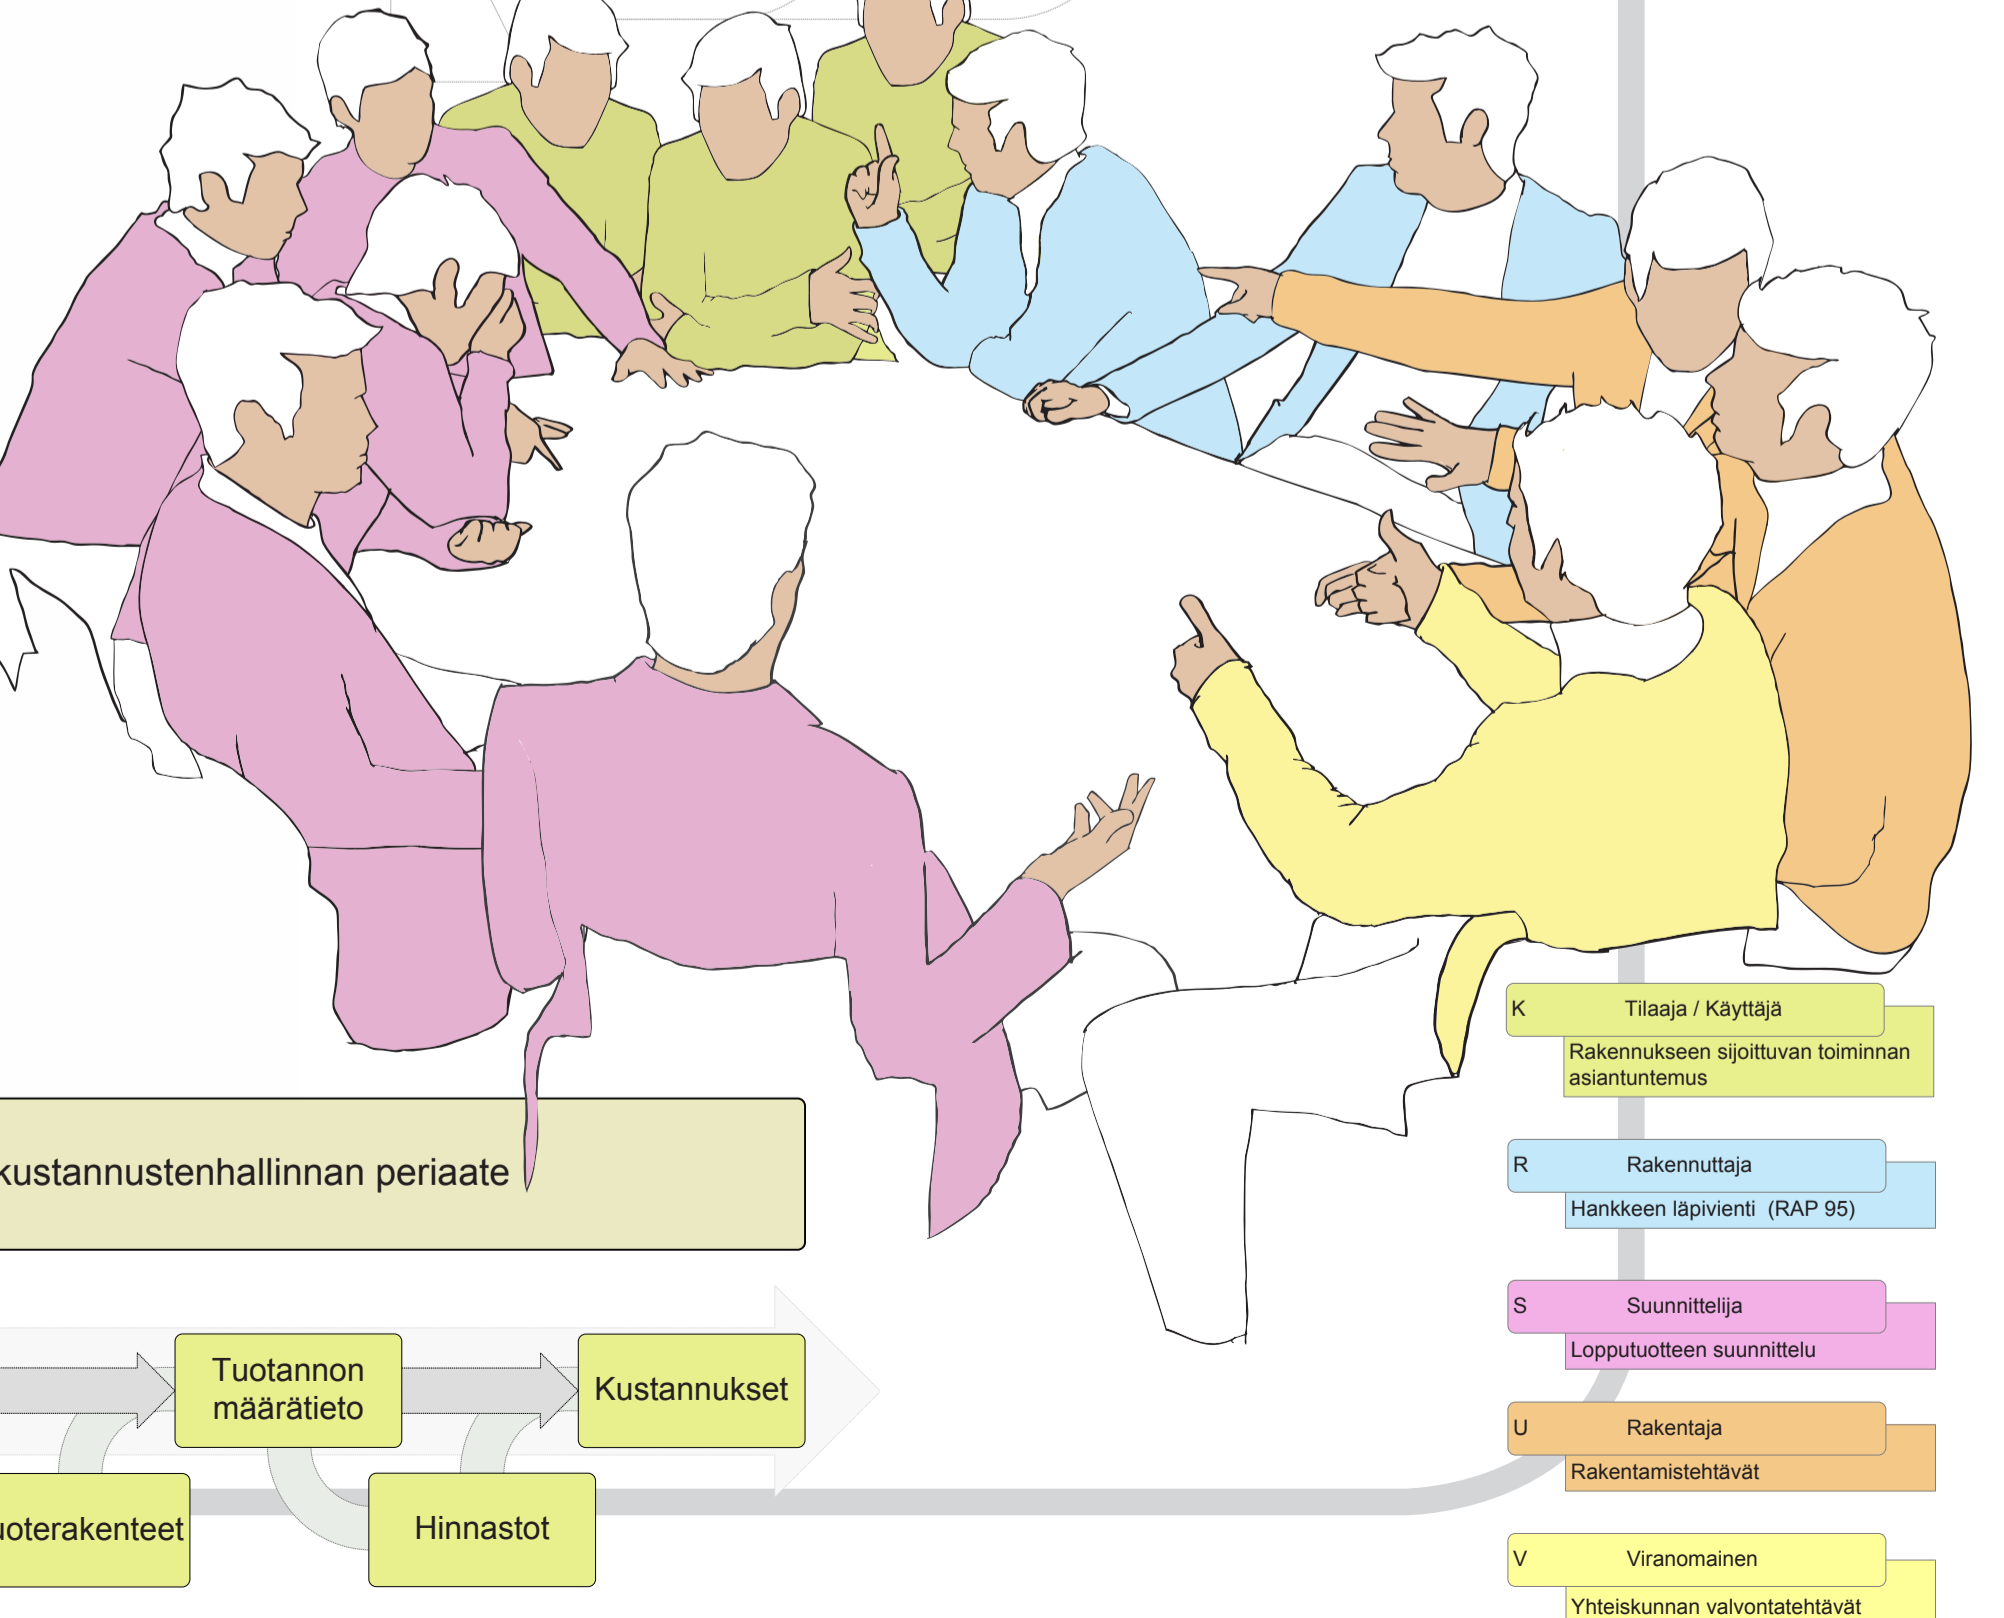 kustannustenhallinnan periaate
Tuotannon
määrätieto
Kustannukset
uoterakenteet
Hinnastot
K Tilaaja / Käyttäjä
Rakennukseen sijoittuvan toiminnan
asiantuntemus
R Rakennuttaja
Hankkeen läpivienti (RAP 95)
S Suunnittelija
Lopputuotteen suunnittelu
U Rakentaja
Rakentamistehtävät
V Viranomainen
Yhteiskunnan valvontatehtävät